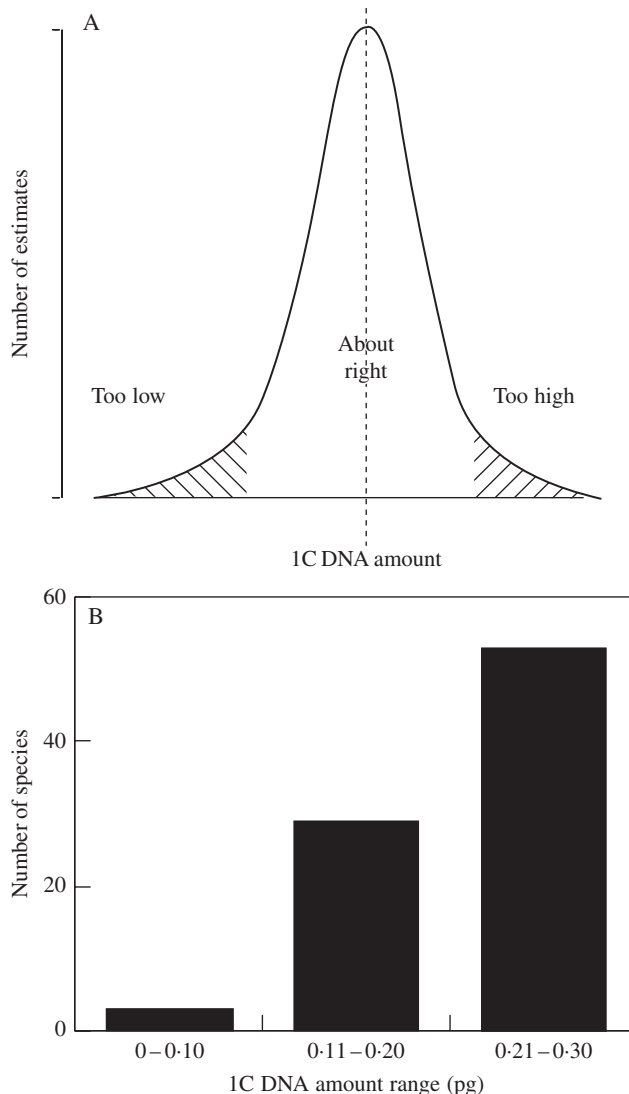 A
Number of estimates
About
right
Too low
Too high
1C DNA amount
B
60
40
20
0
Number of species
0–0·10
0·11–0·20
0·21–0·30
1C DNA amount range (pg)